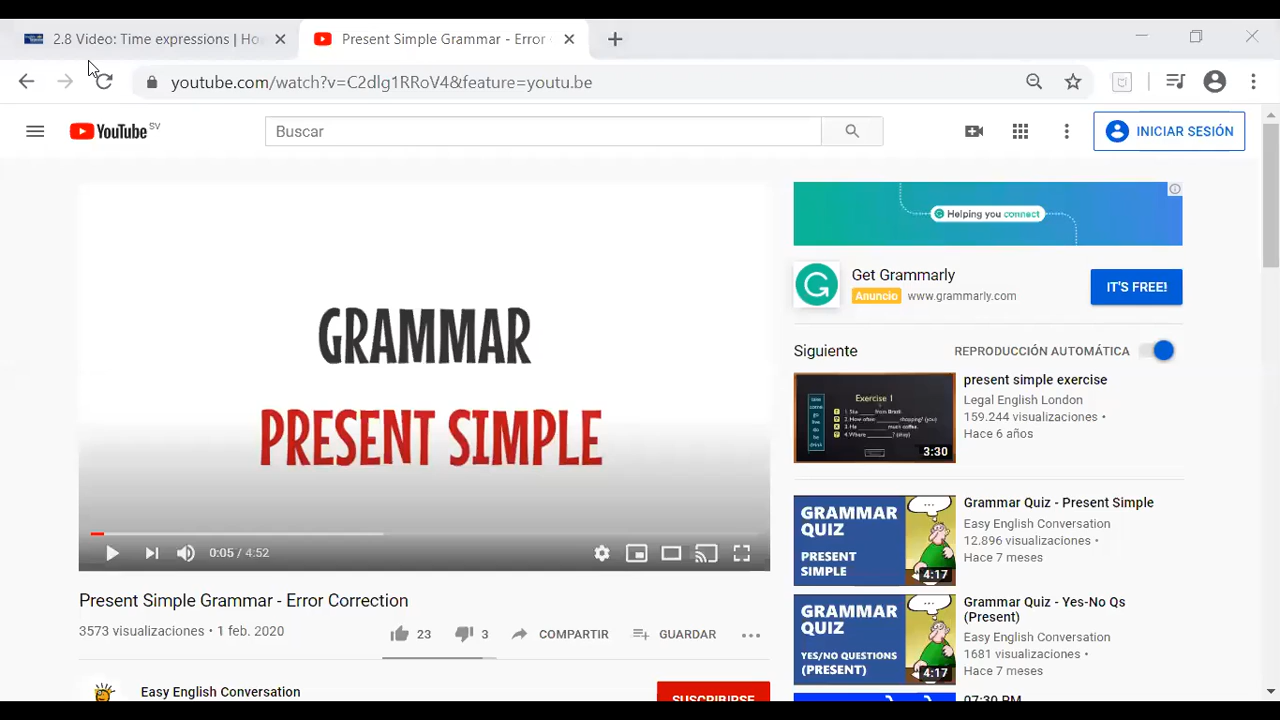 2.8 Video: Time expressions | Ho
Present Simple Grammar - Error
youtube.com/watch?v=C2dlg1RRoV4&feature=youtu.be
YouTube SV
Buscar
INICIAR SESIÓN
GRAMMAR
PRESENT SIMPLE
0:05 / 4:52
Present Simple Grammar - Error Correction
3573 visualizaciones • 1 feb. 2020
23
3
COMPARTIR
GUARDAR
Easy English Conversation
SUSCRIBIRSE
Helping you connect
Get Grammarly
Anuncio www.grammarly.com
IT'S FREE!
Siguiente
REPRODUCCIÓN AUTOMÁTICA
Exercise 1
3:30
present simple exercise
Legal English London
159.244 visualizaciones •
Hace 6 años
GRAMMAR
QUIZ
PRESENT
SIMPLE
4:17
Grammar Quiz - Present Simple
Easy English Conversation
12.896 visualizaciones •
Hace 7 meses
GRAMMAR
QUIZ
YES/NO QUESTIONS
(PRESENT)
4:17
Grammar Quiz - Yes-No Qs
(Present)
Easy English Conversation
1681 visualizaciones •
Hace 7 meses
07:30 PM